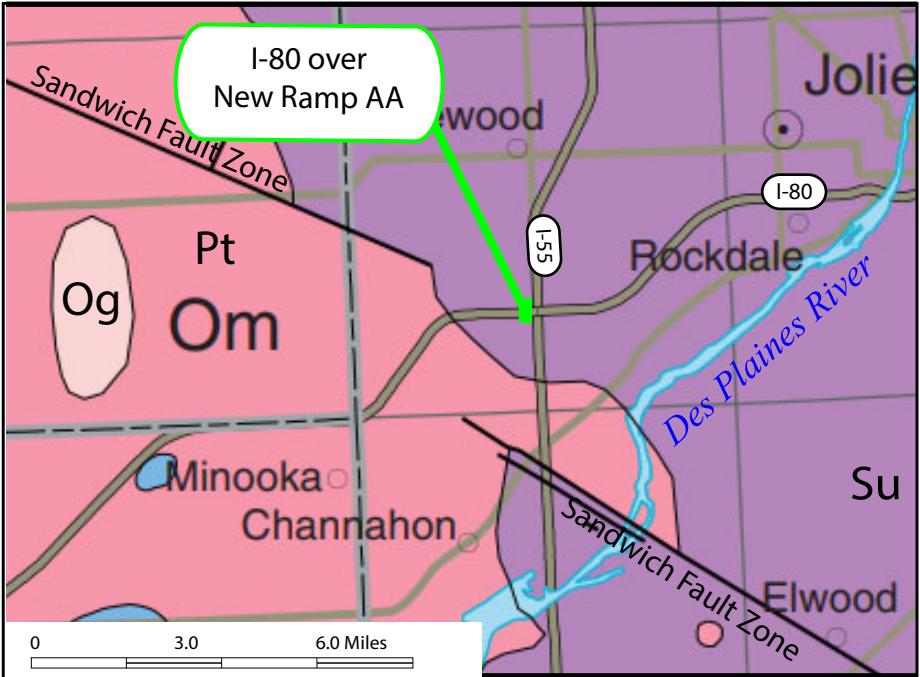 I-80 over
New Ramp AA
Jolie
ewood
Sandwich Fault Zone
I-80
I-55
Pt
Rockdale
Og
Om
Des Plaines River
Minooka
Su
Channahon
Sandwich Fault Zone
Elwood
0 3.0 6.0 Miles